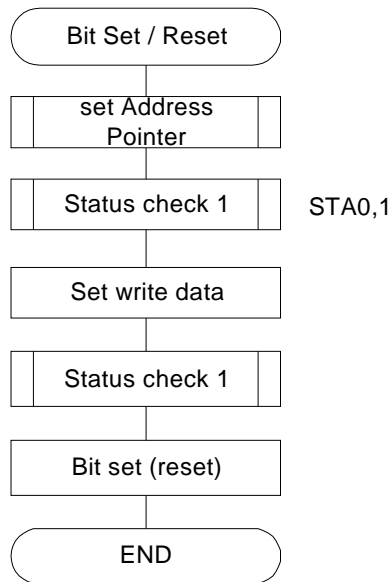 Bit Set / Reset
set Address
Pointer
Status check 1
STA0,1
Set write data
Status check 1
Bit set (reset)
END